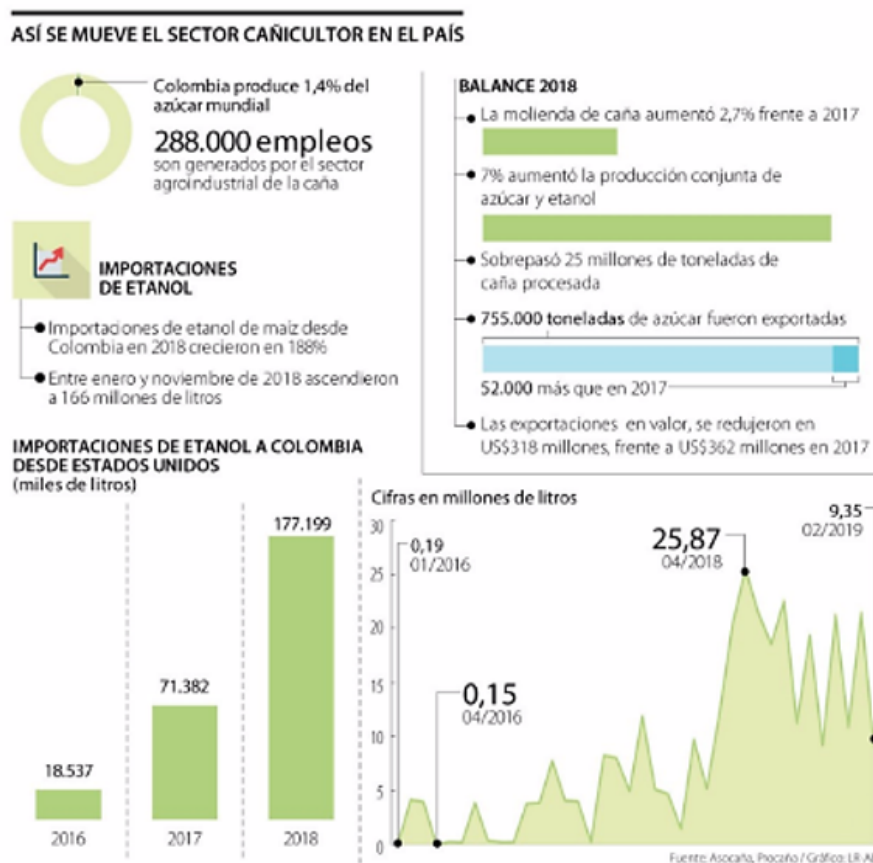 ASÍ SE MUEVE EL SECTOR CAÑICULTOR EN EL PAÍS
Colombia produce 1,4% del
azúcar mundial
288.000 empleos
son generados por el sector
agroindustrial de la caña
IMPORTACIONES
DE ETANOL
Importaciones de etanol de maíz desde
Colombia en 2018 crecieron en 188%
Entre enero y noviembre de 2018 ascendieron
a 166 millones de litros
BALANCE 2018
La molienda de caña aumentó 2,7% frente a 2017
7% aumentó la producción conjunta de
azúcar y etanol
Sobrepasó 25 millones de toneladas de
caña procesada
755.000 toneladas de azúcar fueron exportadas
52.000 más que en 2017
Las exportaciones en valor, se redujeron en
US$318 millones, frente a US$362 millones en 2017
IMPORTACIONES DE ETANOL A COLOMBIA
DESDE ESTADOS UNIDOS
(miles de litros)
18.537
71.382
177.199
2016
2017
2018
Cifras en millones de litros
30
25
20
15
10
5
0
0,19
01/2016
0,15
04/2016
25,87
04/2018
9,35
02/2019
Fuente: Asocaña, Procaña / Gráfico: LR-